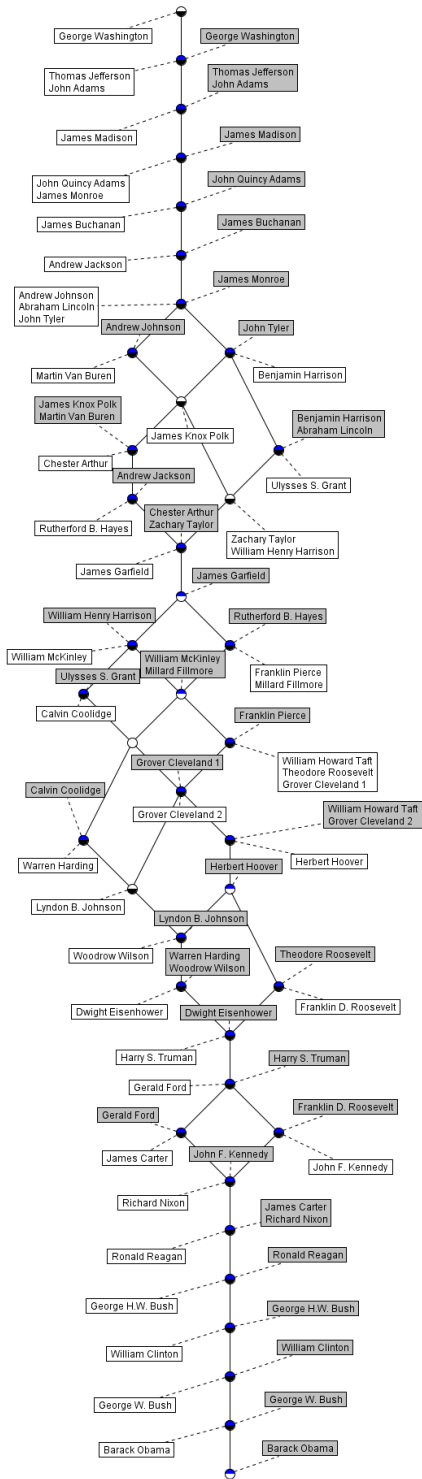 George Washington
George Washington
Thomas Jefferson
John Adams
Thomas Jefferson
John Adams
James Madison
James Madison
John Quincy Adams
James Monroe
John Quincy Adams
James Buchanan
James Buchanan
Andrew Jackson
James Monroe
Andrew Johnson
Abraham Lincoln
John Tyler
Andrew Johnson
John Tyler
Martin Van Buren
Benjamin Harrison
James Knox Polk
Martin Van Buren
James Knox Polk
Benjamin Harrison
Abraham Lincoln
Chester Arthur
Andrew Jackson
Ulysses S. Grant
Chester Arthur
Zachary Taylor
Rutherford B. Hayes
Zachary Taylor
William Henry Harrison
James Garfield
James Garfield
William Henry Harrison
Rutherford B. Hayes
William McKinley
William McKinley
Millard Fillmore
Franklin Pierce
Millard Fillmore
Ulysses S. Grant
Calvin Coolidge
Franklin Pierce
William Howard Taft
Theodore Roosevelt
Grover Cleveland 1
Grover Cleveland 1
Calvin Coolidge
Grover Cleveland 2
William Howard Taft
Grover Cleveland 2
Warren Harding
Herbert Hoover
Herbert Hoover
Lyndon B. Johnson
Lyndon B. Johnson
Woodrow Wilson
Warren Harding
Woodrow Wilson
Theodore Roosevelt
Dwight Eisenhower
Dwight Eisenhower
Franklin D. Roosevelt
Harry S. Truman
Harry S. Truman
Gerald Ford
Gerald Ford
Franklin D. Roosevelt
James Carter
John F. Kennedy
John F. Kennedy
Richard Nixon
James Carter
Richard Nixon
Ronald Reagan
Ronald Reagan
George H.W. Bush
George H.W. Bush
William Clinton
William Clinton
George W. Bush
George W. Bush
Barack Obama
Barack Obama